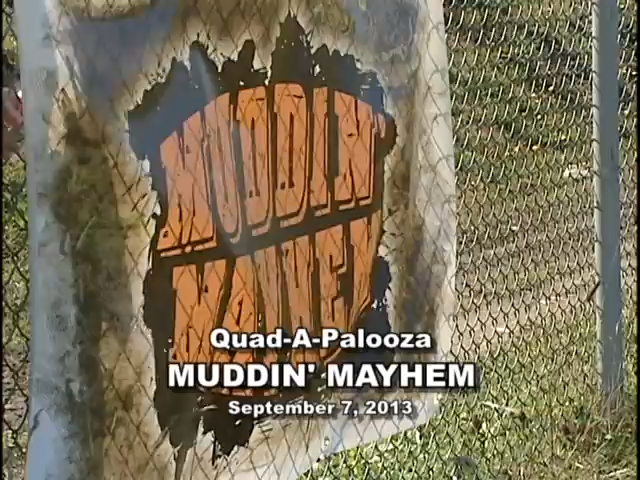 MUDDIN'
MAYHEM
Quad-A-Palooza
MUDDIN' MAYHEM
September 7, 2013